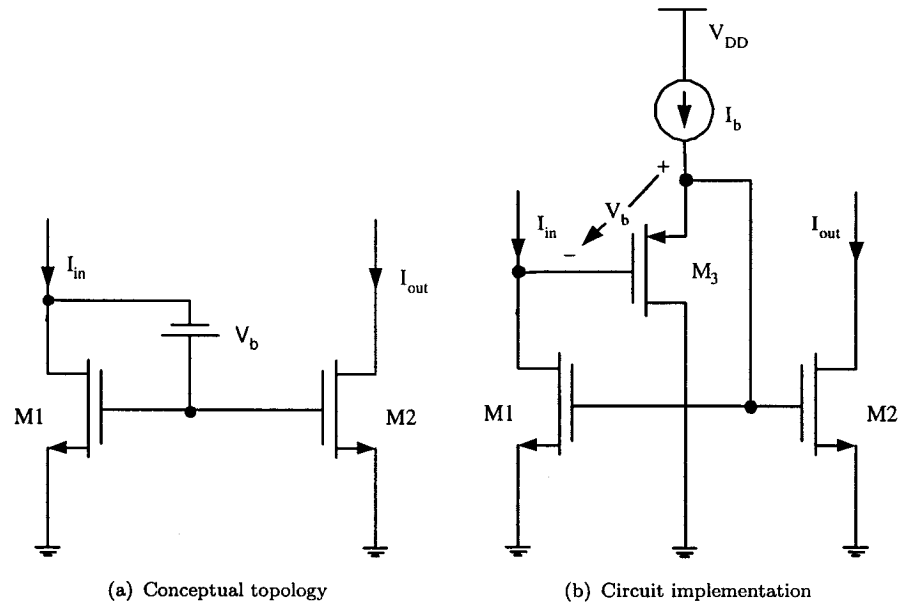 I_in
I_out
V_b
M1
M2
(a) Conceptual topology
V_DD
I_b
+
V_b
−
I_in
I_out
M_3
M1
M2
(b) Circuit implementation